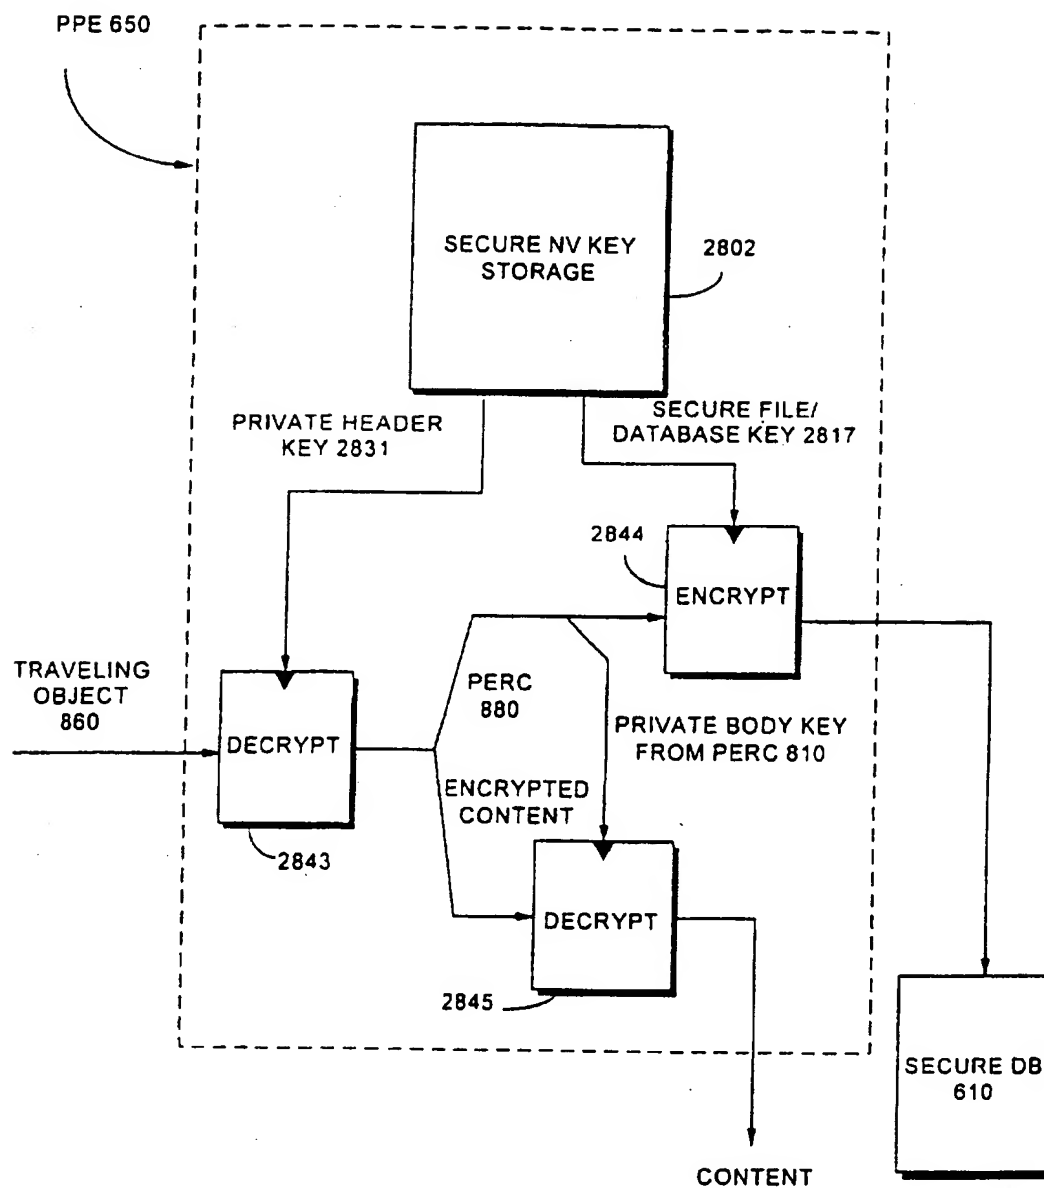 PPE 650
SECURE NV KEY
STORAGE
2802
PRIVATE HEADER
KEY 2831
SECURE FILE/
DATABASE KEY 2817
2844
ENCRYPT
TRAVELING
OBJECT
860
DECRYPT
PERC
880
PRIVATE BODY KEY
FROM PERC 810
ENCRYPTED
CONTENT
2843
DECRYPT
2845
SECURE DB
610
CONTENT